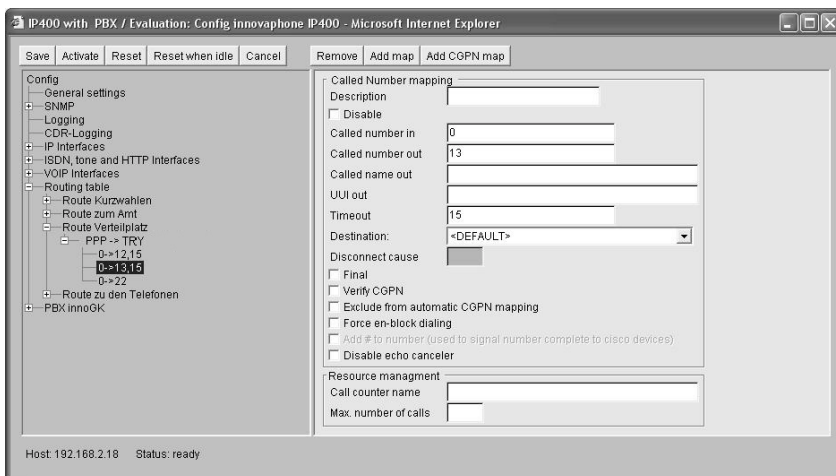 IP400 with PBX / Evaluation: Config innovaphone IP400 - Microsoft Internet Explorer
Save Activate Reset Reset when idle Cancel Remove Add map Add CGPN map
Config
General settings
SNMP
Logging
CDR-Logging
IP Interfaces
ISDN, tone and HTTP Interfaces
VOIP Interfaces
Routing table
Route Kurzwahlen
Route zum Amt
Route Verteilplatz
PPP -> TRY
0->12,15
0->13,15
0->22
Route zu den Telefonen
PBX innoGK
Called Number mapping
Description
Disable
Called number in 0
Called number out 13
Called name out
UUI out
Timeout 15
Destination: <DEFAULT>
Disconnect cause
Final
Verify CGPN
Exclude from automatic CGPN mapping
Force en-block dialing
Add # to number (used to signal number complete to cisco devices)
Disable echo canceler
Resource managment
Call counter name
Max. number of calls
Host: 192.168.2.18 Status: ready